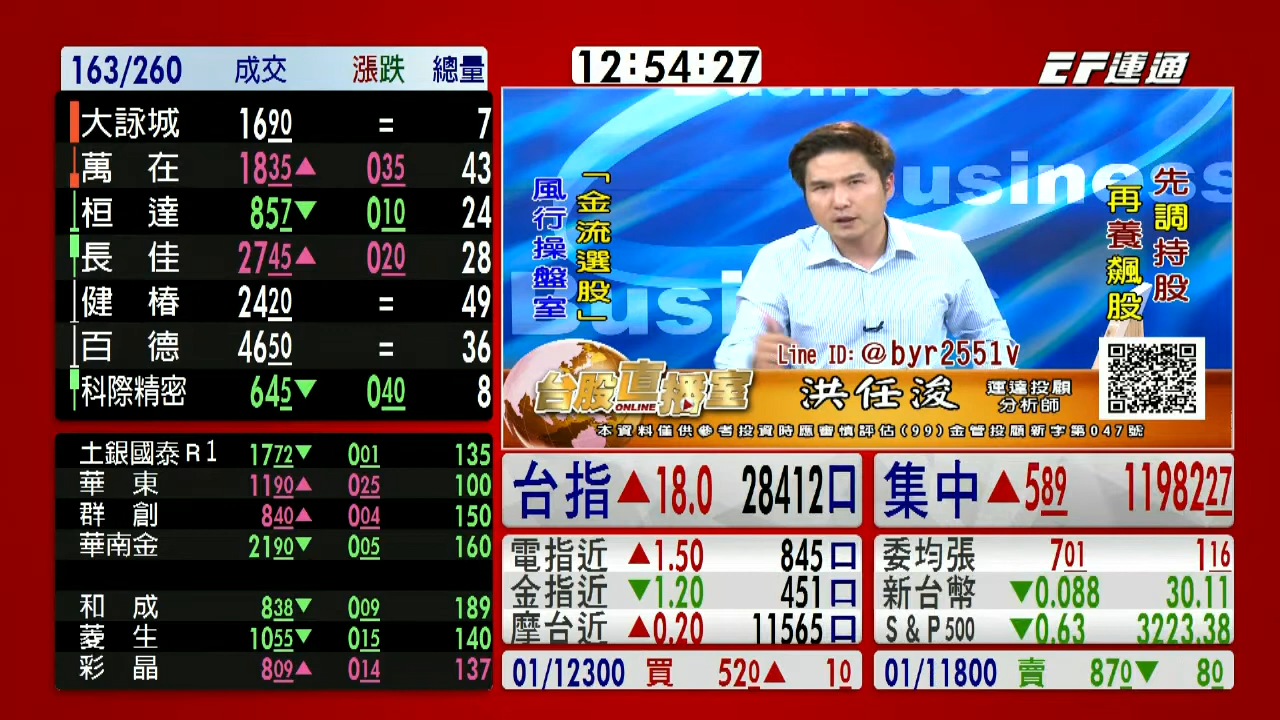 163/260 成交 漲跌 總量
大詠城 1690 = 7
萬 在 1835▲ 035 43
桓 達 857▼ 010 24
長 佳 2745▲ 020 28
健 椿 2420 = 49
百 德 4650 = 36
科際精密 645▼ 040 8
土銀國泰R1 1772▼ 001 135
華 東 1190▲ 025 100
群 創 840▲ 004 150
華南金 2190▼ 005 160
和 成 838▼ 009 189
菱 生 1055▼ 015 140
彩 晶 809▲ 014 137
12:54:27
EF運通
「金流選股」
風行操盤室
Business
Business
Business
先調持股
再養飆股
Line ID: @byr2551v
台股直播室
ONLINE
洪任浚
運達投顧
分析師
本資料僅供參考投資時應審慎評估(99)金管投顧新字第047號
台指▲18.0 28412口
集中▲589 1198227
電指近 ▲1.50 845口
金指近 ▼1.20 451口
摩台近 ▲0.20 11565口
委均張 701 116
新台幣 ▼0.088 30.11
S&P500 ▼0.63 3223.38
01/12300 買 520▲ 10
01/11800 賣 870▼ 80